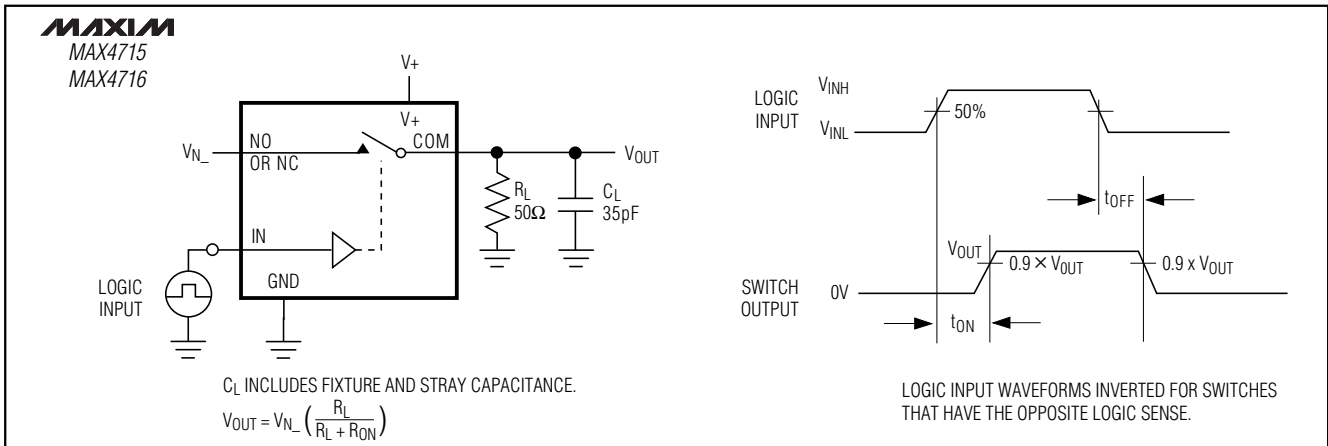 MAXIM
MAX4715
MAX4716
V+
V+
NO
OR NC
COM
V_N_
V_OUT
R_L
50Ω
C_L
35pF
IN
GND
LOGIC
INPUT
C_L INCLUDES FIXTURE AND STRAY CAPACITANCE.
V_OUT = V_N_ (R_L / (R_L + R_ON))
LOGIC
INPUT
V_INH
V_INL
50%
t_OFF
V_OUT
0.9 × V_OUT
0.9 x V_OUT
SWITCH
OUTPUT
0V
t_ON
LOGIC INPUT WAVEFORMS INVERTED FOR SWITCHES
THAT HAVE THE OPPOSITE LOGIC SENSE.